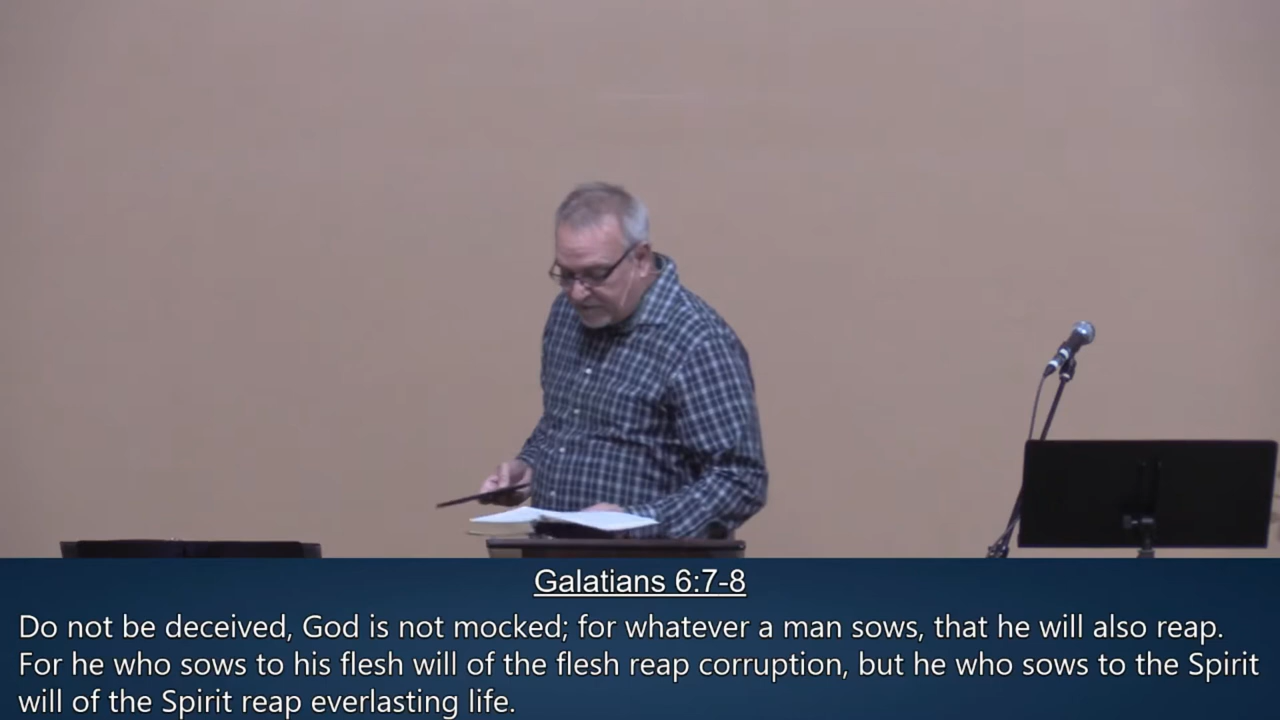 Galatians 6:7-8
Do not be deceived, God is not mocked; for whatever a man sows, that he will also reap.
For he who sows to his flesh will of the flesh reap corruption, but he who sows to the Spirit
will of the Spirit reap everlasting life.